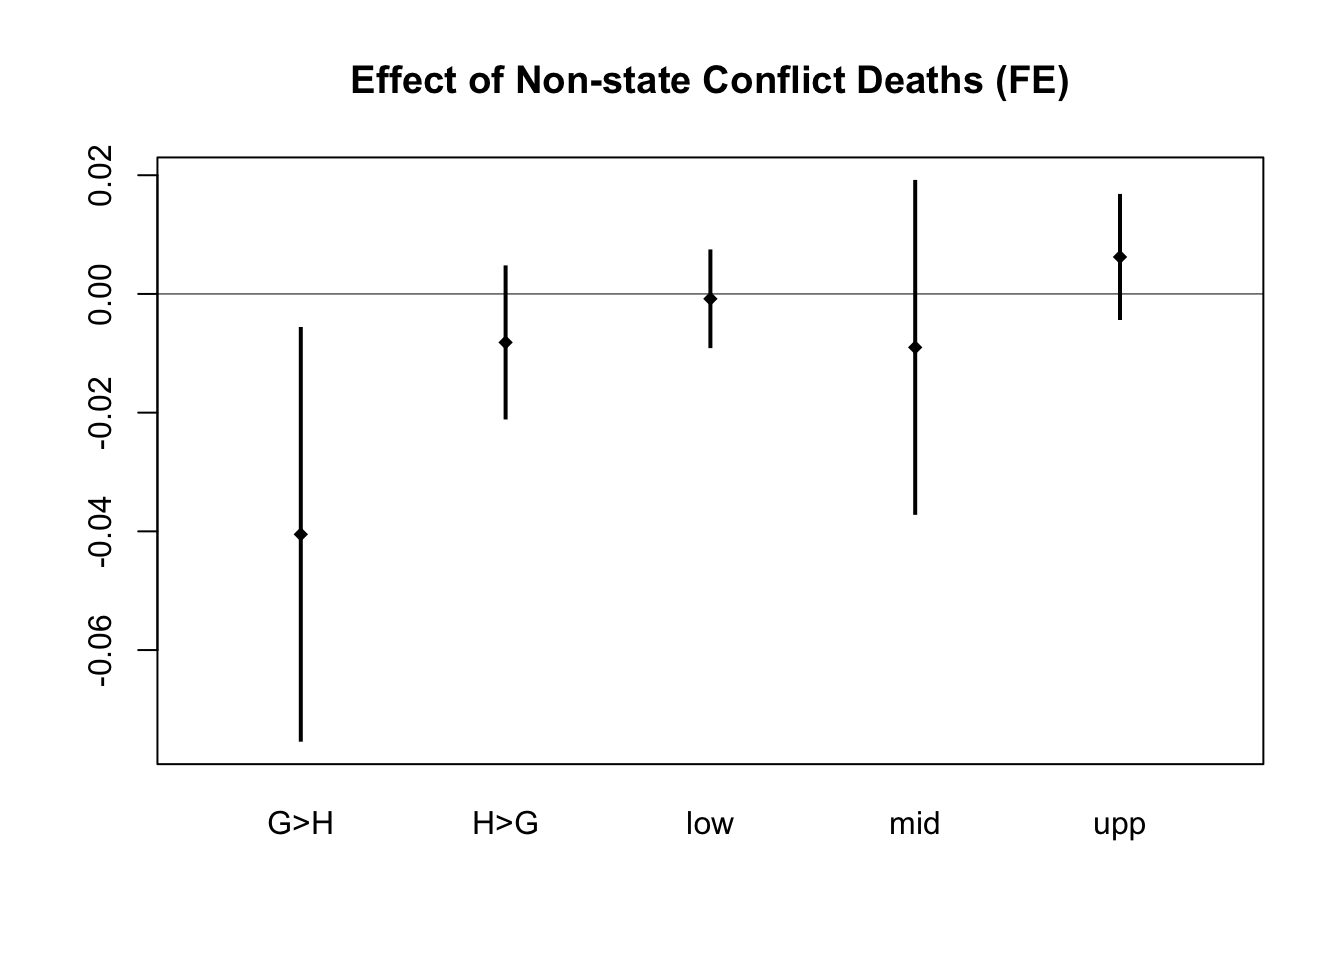 Effect of Non-state Conflict Deaths (FE)
0.02
0.00
-0.02
-0.04
-0.06
G>H H>G low mid upp